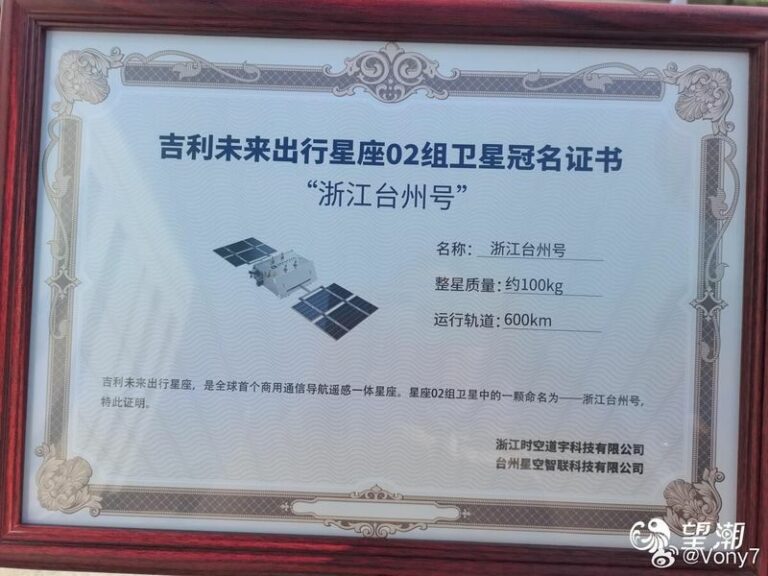 吉利未来出行星座02组卫星冠名证书
“浙江台州号”
名称: 浙江台州号
整星质量: 约100kg
运行轨道: 600km
吉利未来出行星座，是全球首个商用通信导航遥感一体星座。星座02组卫星中的一颗命名为——浙江台州号，
特此证明。
浙江时空道宇科技有限公司
台州星空智联科技有限公司
望潮
@Vony7